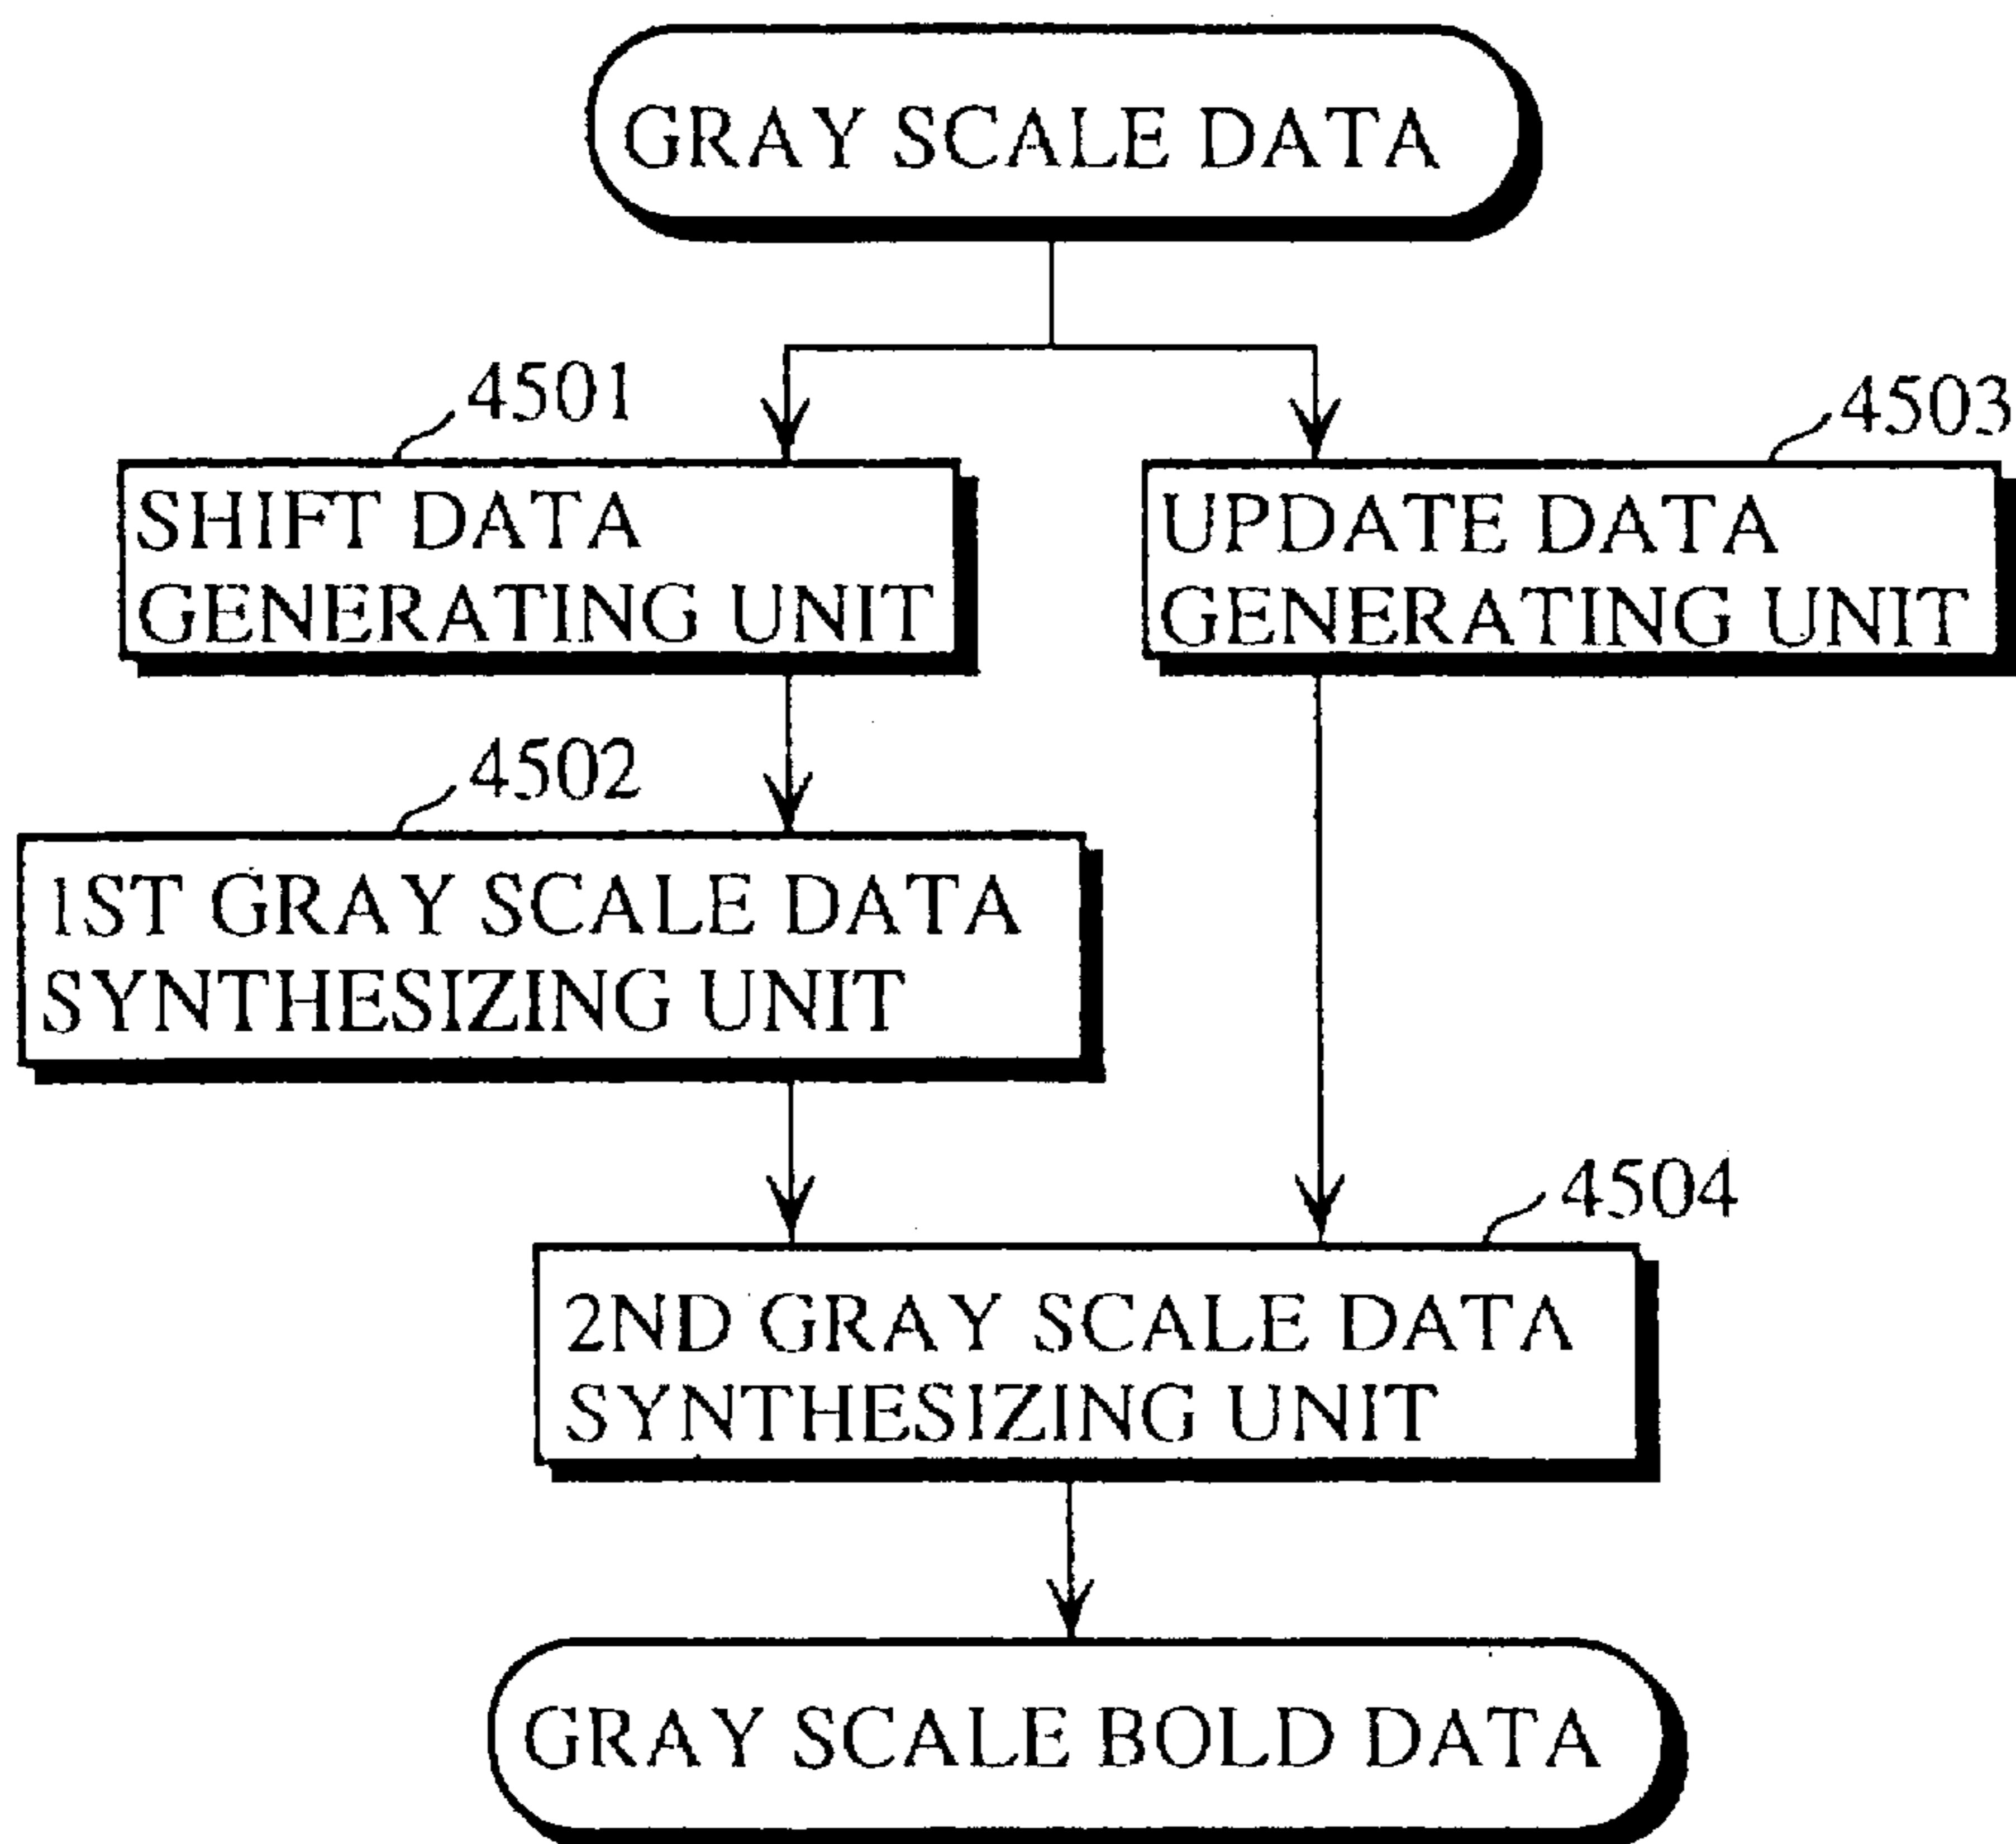 GRAY SCALE DATA
4501
4503
SHIFT DATA
GENERATING UNIT
UPDATE DATA
GENERATING UNIT
4502
1ST GRAY SCALE DATA
SYNTHESIZING UNIT
4504
2ND GRAY SCALE DATA
SYNTHESIZING UNIT
GRAY SCALE BOLD DATA